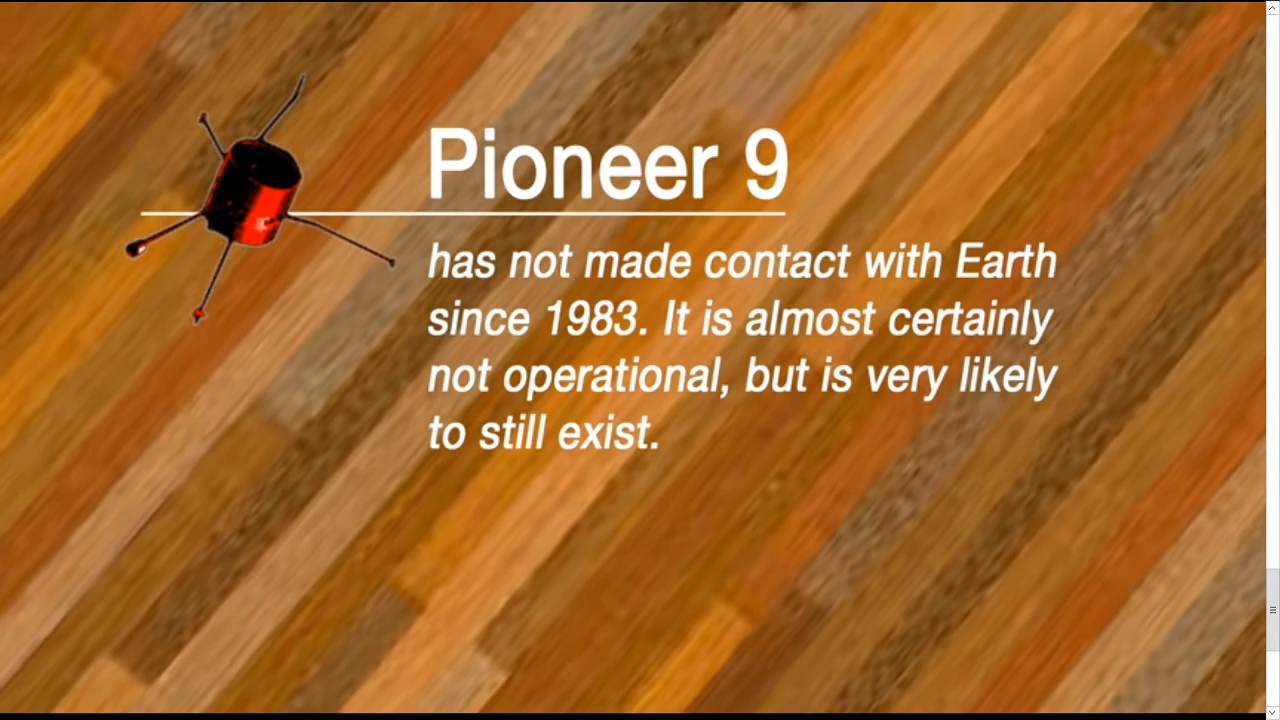 Pioneer 9
has not made contact with Earth
since 1983. It is almost certainly
not operational, but is very likely
to still exist.